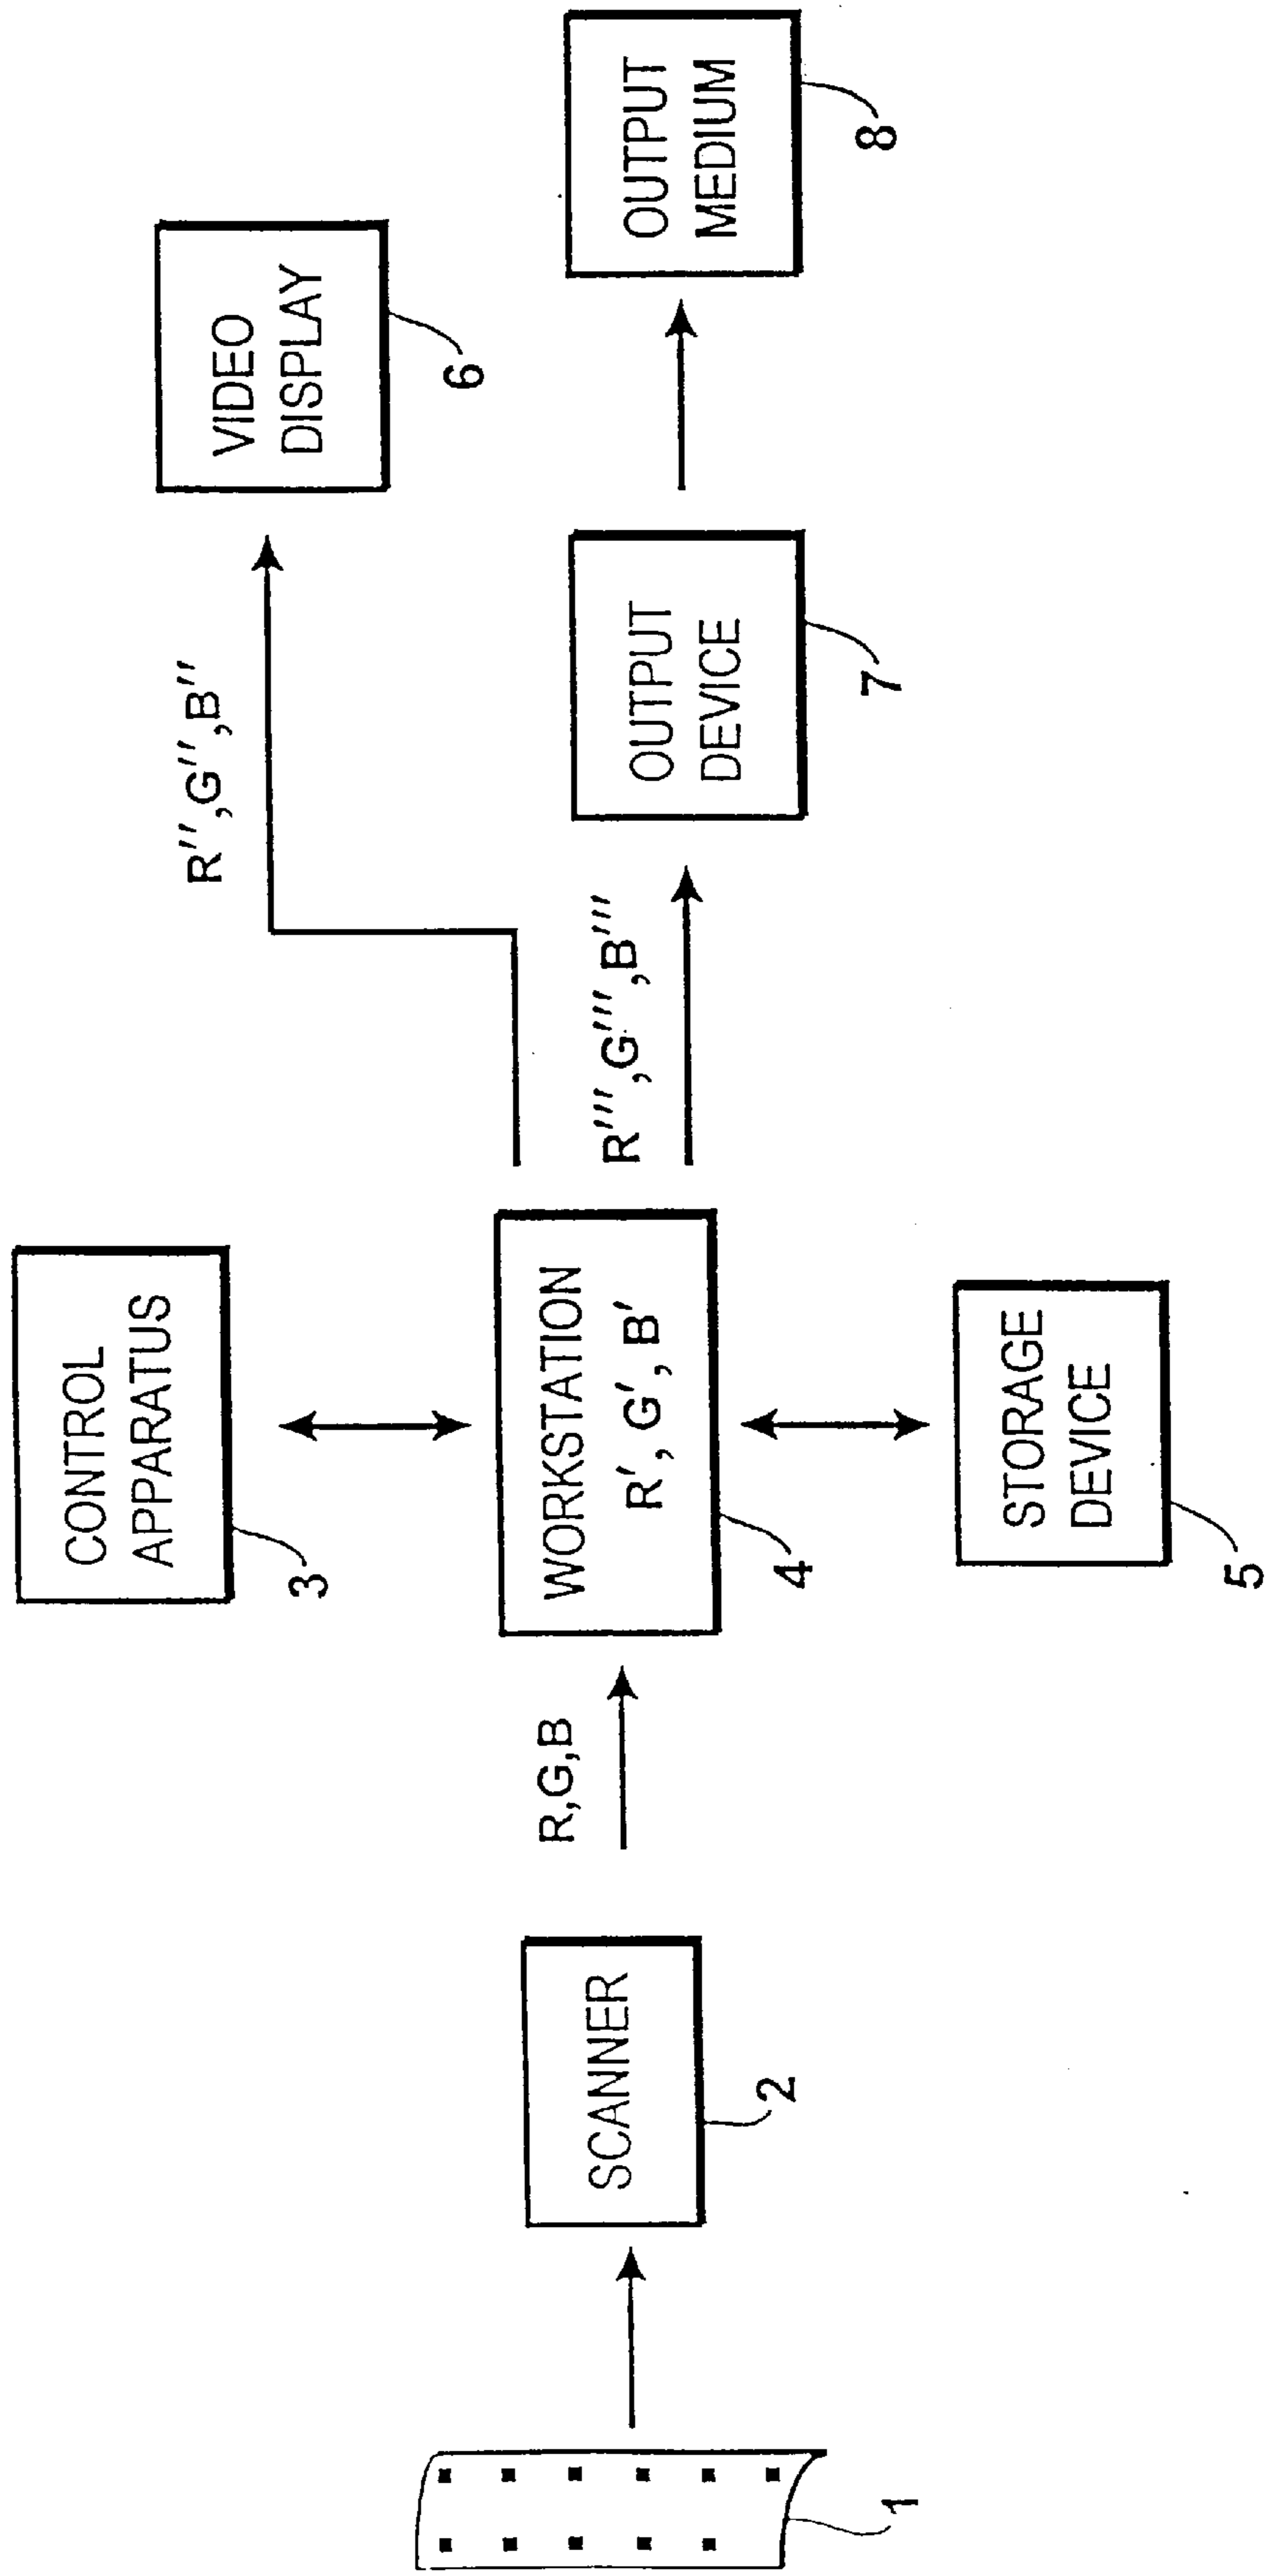 1
SCANNER
2
R,G,B
CONTROL
APPARATUS
3
WORKSTATION
R', G', B'
4
STORAGE
DEVICE
5
R'',G'',B''
VIDEO
DISPLAY
6
R''',G''',B'''
OUTPUT
DEVICE
7
OUTPUT
MEDIUM
8